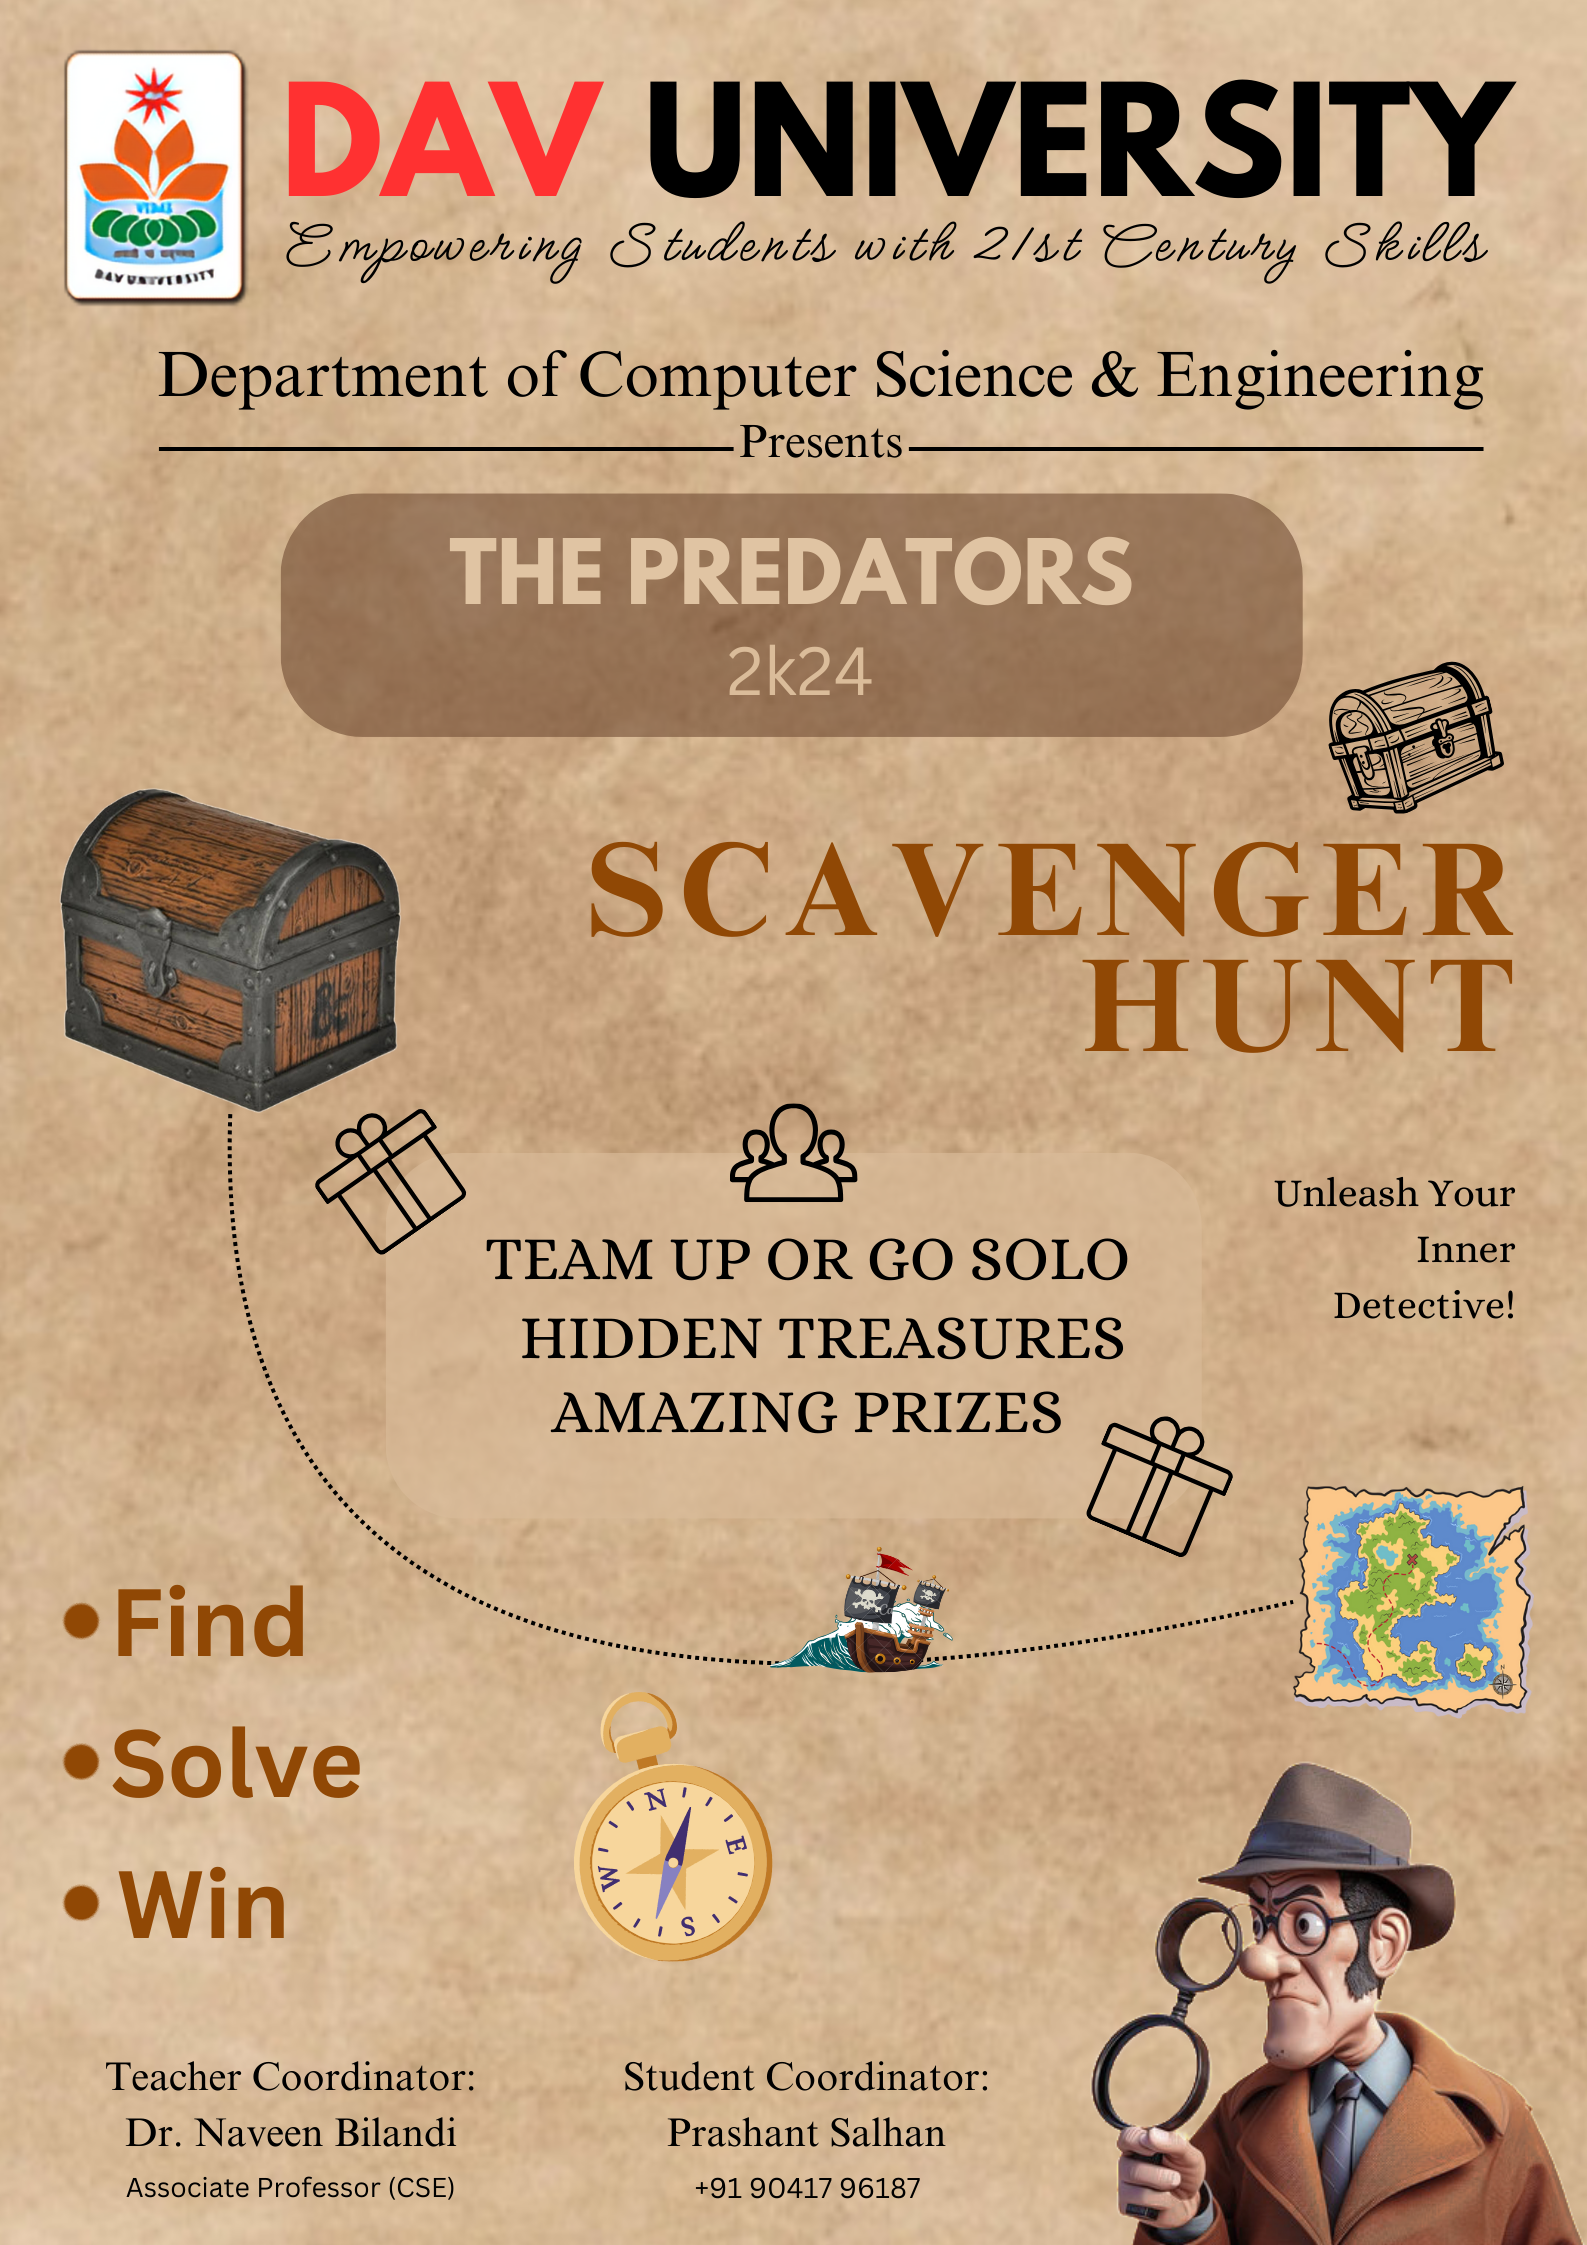 DAV UNIVERSITY
Empowering Students with 21st Century Skills
VEDAS
DAV UNIVERSITY
Department of Computer Science & Engineering
Presents
THE PREDATORS
2k24
SCAVENGER
HUNT
TEAM UP OR GO SOLO
HIDDEN TREASURES
AMAZING PRIZES
Unleash Your
Inner
Detective!
•Find
•Solve
•Win
N
E
S
W
N
Teacher Coordinator:
Dr. Naveen Bilandi
Associate Professor (CSE)
Student Coordinator:
Prashant Salhan
+91 90417 96187